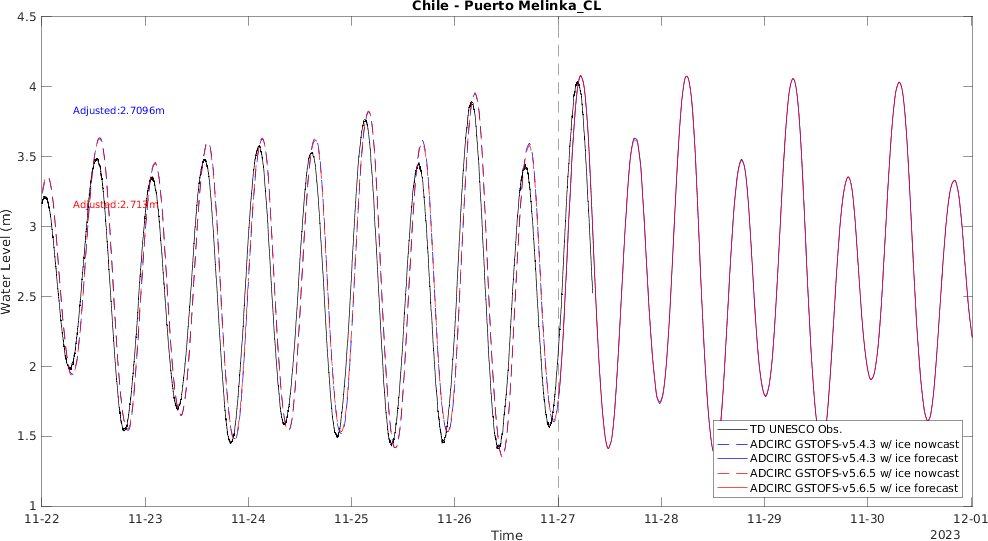 Chile - Puerto Melinka_CL
4.5
4
3.5
3
2.5
2
1.5
1
Water Level (m)
Adjusted:2.7096m
Adjusted:2.713m
TD UNESCO Obs.
ADCIRC GSTOFS-v5.4.3 w/ ice nowcast
ADCIRC GSTOFS-v5.4.3 w/ ice forecast
ADCIRC GSTOFS-v5.6.5 w/ ice nowcast
ADCIRC GSTOFS-v5.6.5 w/ ice forecast
11-22 11-23 11-24 11-25 11-26 11-27 11-28 11-29 11-30 12-01
Time
2023